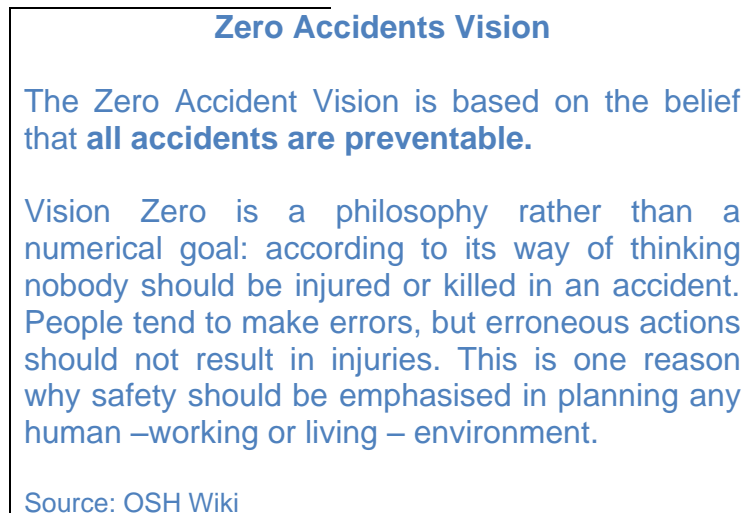 Zero Accidents Vision
The Zero Accident Vision is based on the belief
that all accidents are preventable.
Vision Zero is a philosophy rather than a
numerical goal: according to its way of thinking
nobody should be injured or killed in an accident.
People tend to make errors, but erroneous actions
should not result in injuries. This is one reason
why safety should be emphasised in planning any
human –working or living – environment.
Source: OSH Wiki